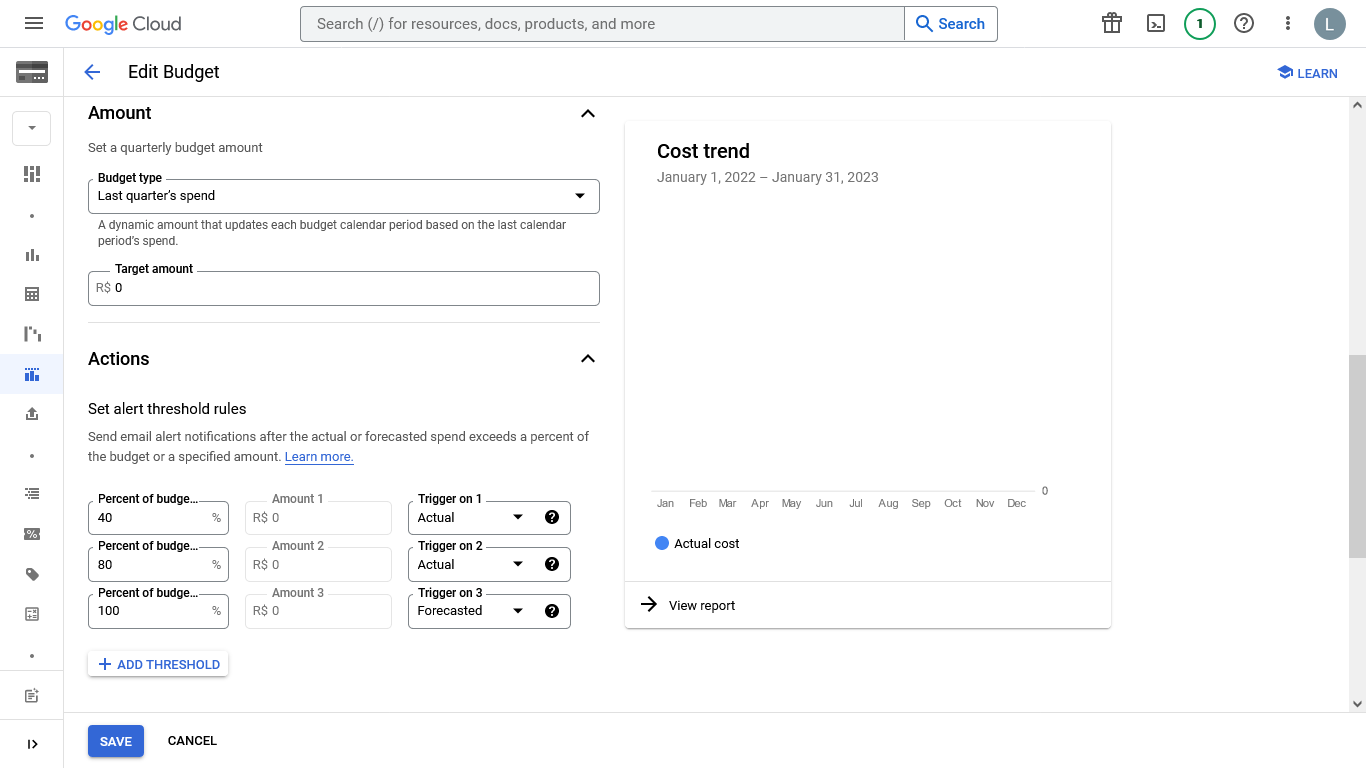 Google Cloud
Search (/) for resources, docs, products, and more
Search
1
L
Edit Budget
LEARN
Amount
Set a quarterly budget amount
Budget type
Last quarter's spend
A dynamic amount that updates each budget calendar period based on the last calendar
period's spend.
Target amount
R$ 0
Actions
Set alert threshold rules
Send email alert notifications after the actual or forecasted spend exceeds a percent of
the budget or a specified amount. Learn more.
Percent of budge... Amount 1 Trigger on 1
40 % R$ 0 Actual
Percent of budge... Amount 2 Trigger on 2
80 % R$ 0 Actual
Percent of budge... Amount 3 Trigger on 3
100 % R$ 0 Forecasted
ADD THRESHOLD
SAVE CANCEL
Cost trend
January 1, 2022 – January 31, 2023
0
Jan Feb Mar Apr May Jun Jul Aug Sep Oct Nov Dec
Actual cost
View report